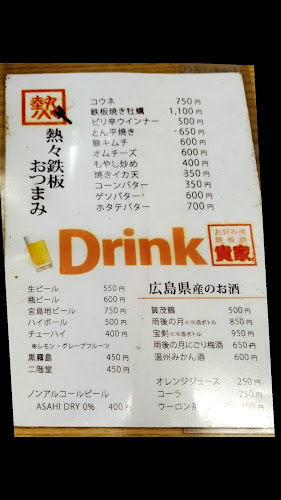 熱
熱々鉄板
おつまみ
コウネ 750円
鉄板焼き牡蠣 1,100円
ピリ辛ウインナー 500円
とん平焼き 650円
豚キムチ 600円
オムチーズ 600円
もやし炒め 400円
焼きイカ天 350円
コーンバター 350円
ゲソバター 600円
ホタテバター 700円
Drink
お好み焼
鉄板焼
貴家。
生ビール 550円
瓶ビール 600円
宮島地ビール 750円
ハイボール 500円
チューハイ 400円
※レモン・グレープフルーツ
黒霧島 450円
二階堂 450円
ノンアルコールビール
ASAHI DRY 0% 400円
広島県産のお酒
賀茂鶴 500円
雨後の月※冷酒ボトル 850円
宝剣※冷酒ボトル 950円
雨後の月にごり梅酒 650円
温州みかん酒 600円
オレンジジュース 250円
コーラ 250円
ウーロン茶